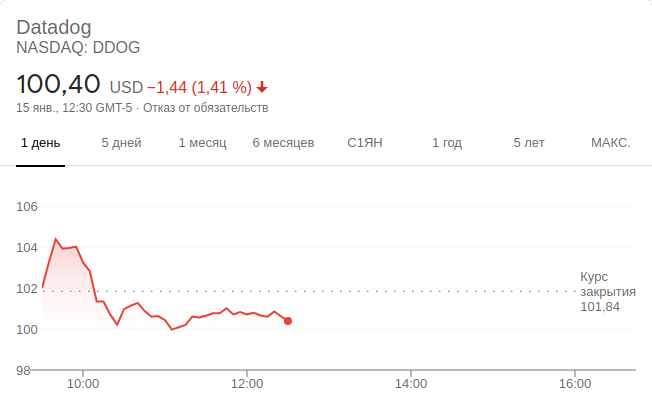 Datadog
NASDAQ: DDOG
100,40 USD −1,44 (1,41 %)
15 янв., 12:30 GMT-5 · Отказ от обязательств
1 день 5 дней 1 месяц 6 месяцев С1ЯН 1 год 5 лет МАКС.
106
104
102
100
98
Курс
закрытия
101,84
10:00 12:00 14:00 16:00